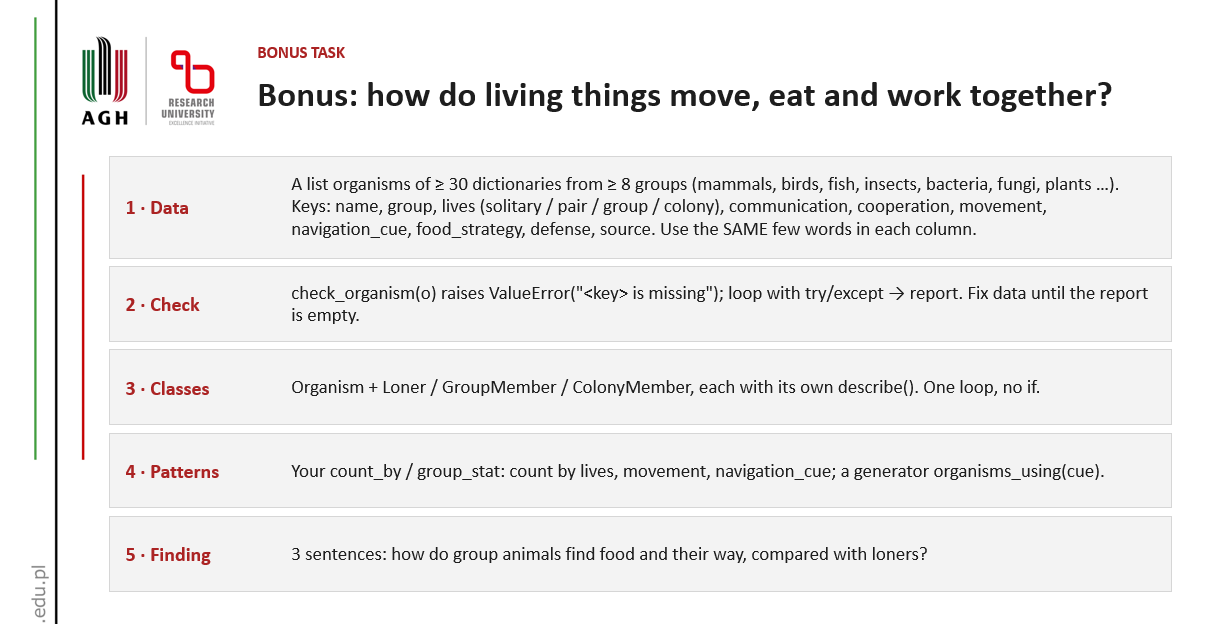 BONUS TASK
Bonus: how do living things move, eat and work together?
AGH
RESEARCH
UNIVERSITY
EXCELLENCE INITIATIVE
1 · Data
A list organisms of ≥ 30 dictionaries from ≥ 8 groups (mammals, birds, fish, insects, bacteria, fungi, plants …).
Keys: name, group, lives (solitary / pair / group / colony), communication, cooperation, movement,
navigation_cue, food_strategy, defense, source. Use the SAME few words in each column.
2 · Check
check_organism(o) raises ValueError("<key> is missing"); loop with try/except → report. Fix data until the report
is empty.
3 · Classes
Organism + Loner / GroupMember / ColonyMember, each with its own describe(). One loop, no if.
4 · Patterns
Your count_by / group_stat: count by lives, movement, navigation_cue; a generator organisms_using(cue).
5 · Finding
3 sentences: how do group animals find food and their way, compared with loners?
.edu.pl